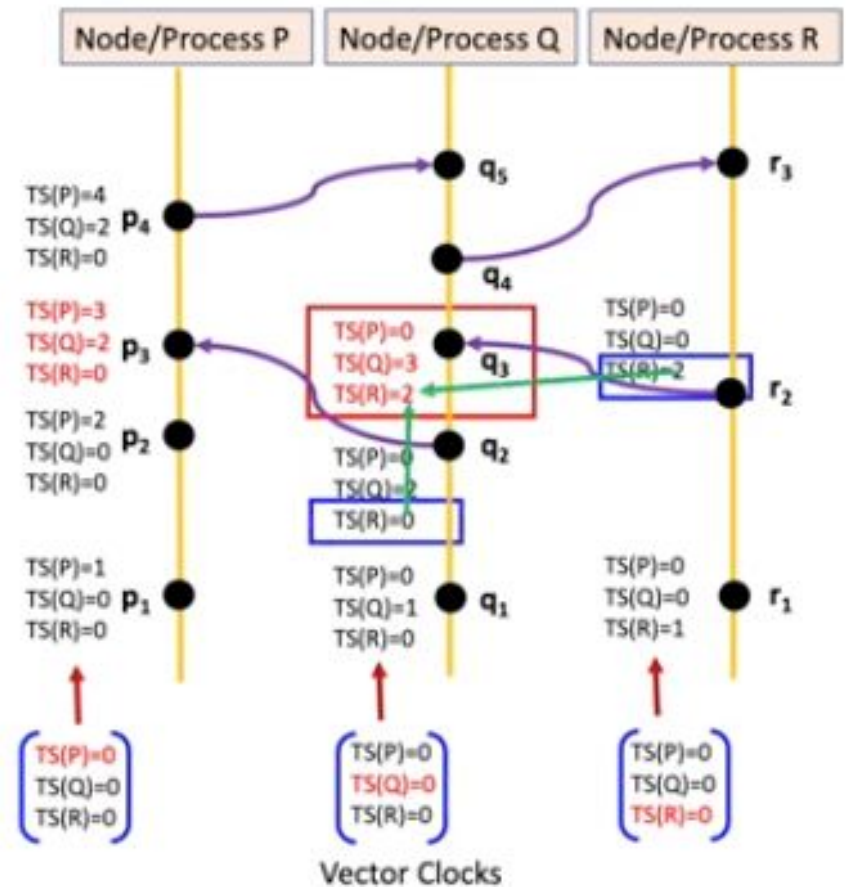 Node/Process P
Node/Process Q
Node/Process R
q₅
r₃
TS(P)=4
TS(Q)=2
TS(R)=0
p₄
q₄
TS(P)=3
TS(Q)=2
TS(R)=0
p₃
TS(P)=0
TS(Q)=3
TS(R)=2
q₃
TS(P)=0
TS(Q)=0
TS(R)=2
r₂
TS(P)=2
TS(Q)=0
TS(R)=0
p₂
q₂
TS(P)=0
TS(Q)=2
TS(R)=0
TS(P)=1
TS(Q)=0
TS(R)=0
p₁
TS(P)=0
TS(Q)=1
TS(R)=0
q₁
TS(P)=0
TS(Q)=0
TS(R)=1
r₁
TS(P)=0
TS(Q)=0
TS(R)=0
TS(P)=0
TS(Q)=0
TS(R)=0
TS(P)=0
TS(Q)=0
TS(R)=0
Vector Clocks